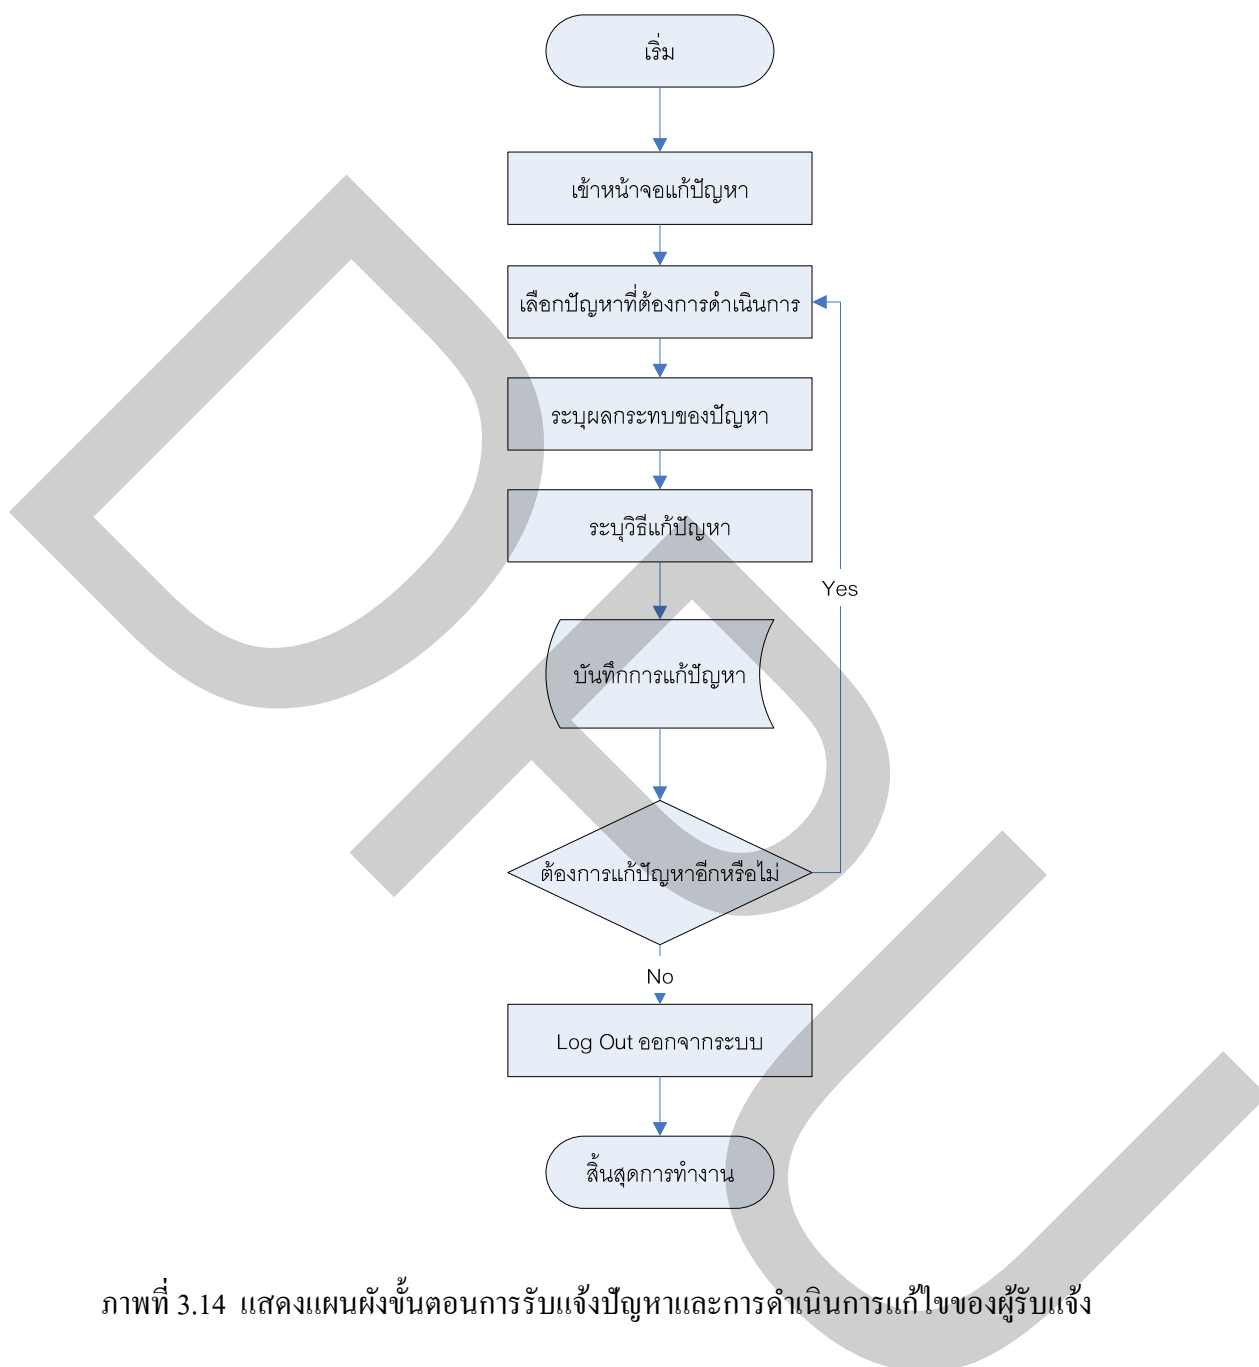 เริ่ม
เข้าหน้าจอแก้ปัญหา
เลือกปัญหาที่ต้องการดำเนินการ
ระบุผลกระทบของปัญหา
ระบุวิธีแก้ปัญหา
Yes
บันทึกการแก้ปัญหา
ต้องการแก้ปัญหาอีกหรือไม่
No
Log Out ออกจากระบบ
สิ้นสุดการทำงาน
ภาพที่ 3.14 แสดงแผนผังขั้นตอนการรับแจ้งปัญหาและการดำเนินการแก้ไขของผู้รับแจ้ง
DPU